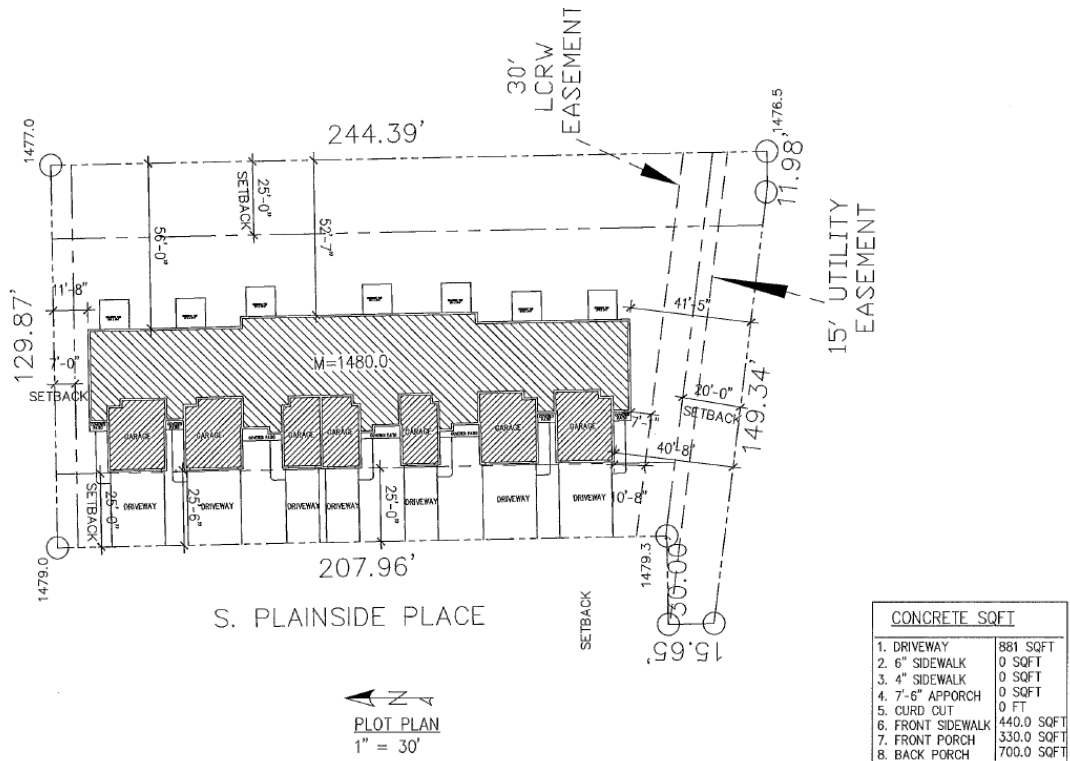 30'
LCRW
EASEMENT
1477.0
244.39'
1476.5
11.98'
25'-0"
SETBACK
56'-0"
52'-7"
15' UTILITY
EASEMENT
11'-8"
41'-5"
129.87'
M=1480.0
7'-0"
SETBACK
20'-0"
SETBACK
149.34'
GARAGE
GARAGE
GARAGE
GARAGE
GARAGE
GARAGE
GARAGE
7'-1"
40'-8"
SETBACK
25'-0"
25'-6"
25'-0"
10'-8"
DRIVEWAY
DRIVEWAY
DRIVEWAY
DRIVEWAY
DRIVEWAY
DRIVEWAY
DRIVEWAY
1479.0
207.96'
1479.3
30.00
15.65'
S. PLAINSIDE PLACE
SETBACK
N
PLOT PLAN
1" = 30'
CONCRETE SQFT
1. DRIVEWAY 881 SQFT
2. 6" SIDEWALK 0 SQFT
3. 4" SIDEWALK 0 SQFT
4. 7'-6" APPORCH 0 SQFT
5. CURD CUT 0 FT
6. FRONT SIDEWALK 440.0 SQFT
7. FRONT PORCH 330.0 SQFT
8. BACK PORCH 700.0 SQFT